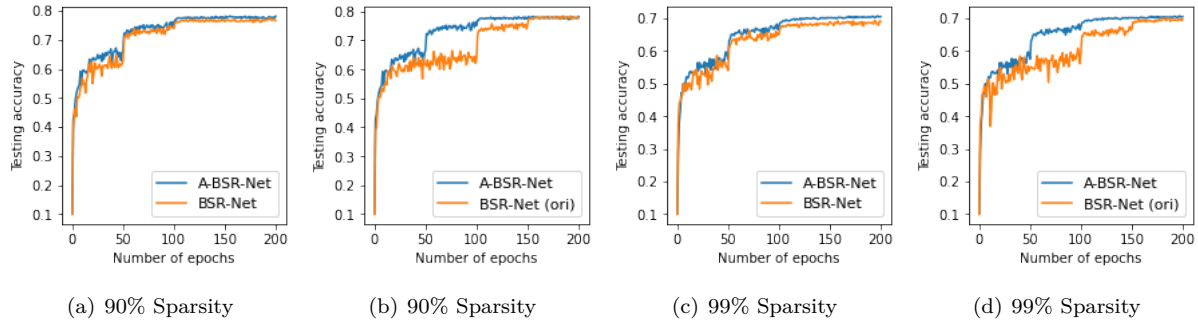 0.8
0.7
0.6
0.5
0.4
0.3
0.2
0.1
Testing accuracy
A-BSR-Net
BSR-Net
0 50 100 150 200
Number of epochs
(a) 90% Sparsity
0.8
0.7
0.6
0.5
0.4
0.3
0.2
0.1
Testing accuracy
A-BSR-Net
BSR-Net (ori)
0 50 100 150 200
Number of epochs
(b) 90% Sparsity
0.7
0.6
0.5
0.4
0.3
0.2
0.1
Testing accuracy
A-BSR-Net
BSR-Net
0 50 100 150 200
Number of epochs
(c) 99% Sparsity
0.7
0.6
0.5
0.4
0.3
0.2
0.1
Testing accuracy
A-BSR-Net
BSR-Net (ori)
0 50 100 150 200
Number of epochs
(d) 99% Sparsity